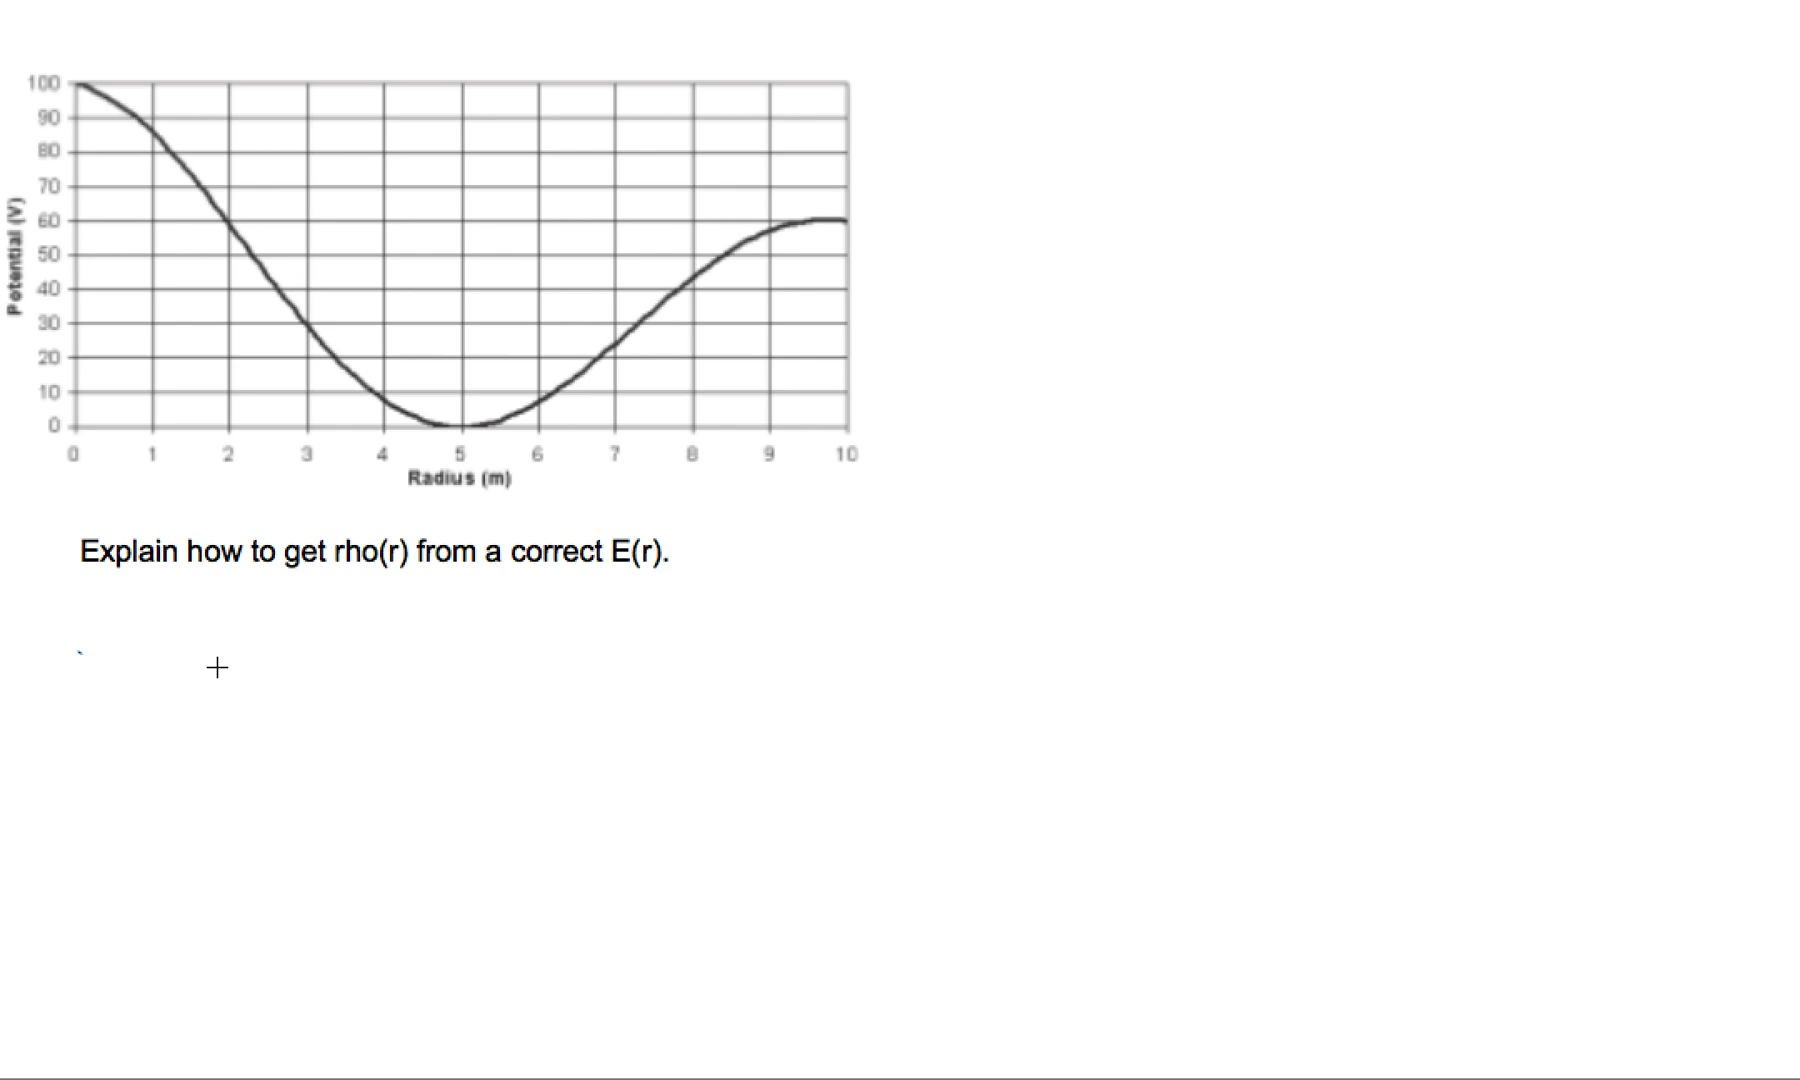 100
90
80
70
60
50
40
30
20
10
0
Potential (V)
0 1 2 3 4 5 6 7 8 9 10
Radius (m)
Explain how to get rho(r) from a correct E(r).